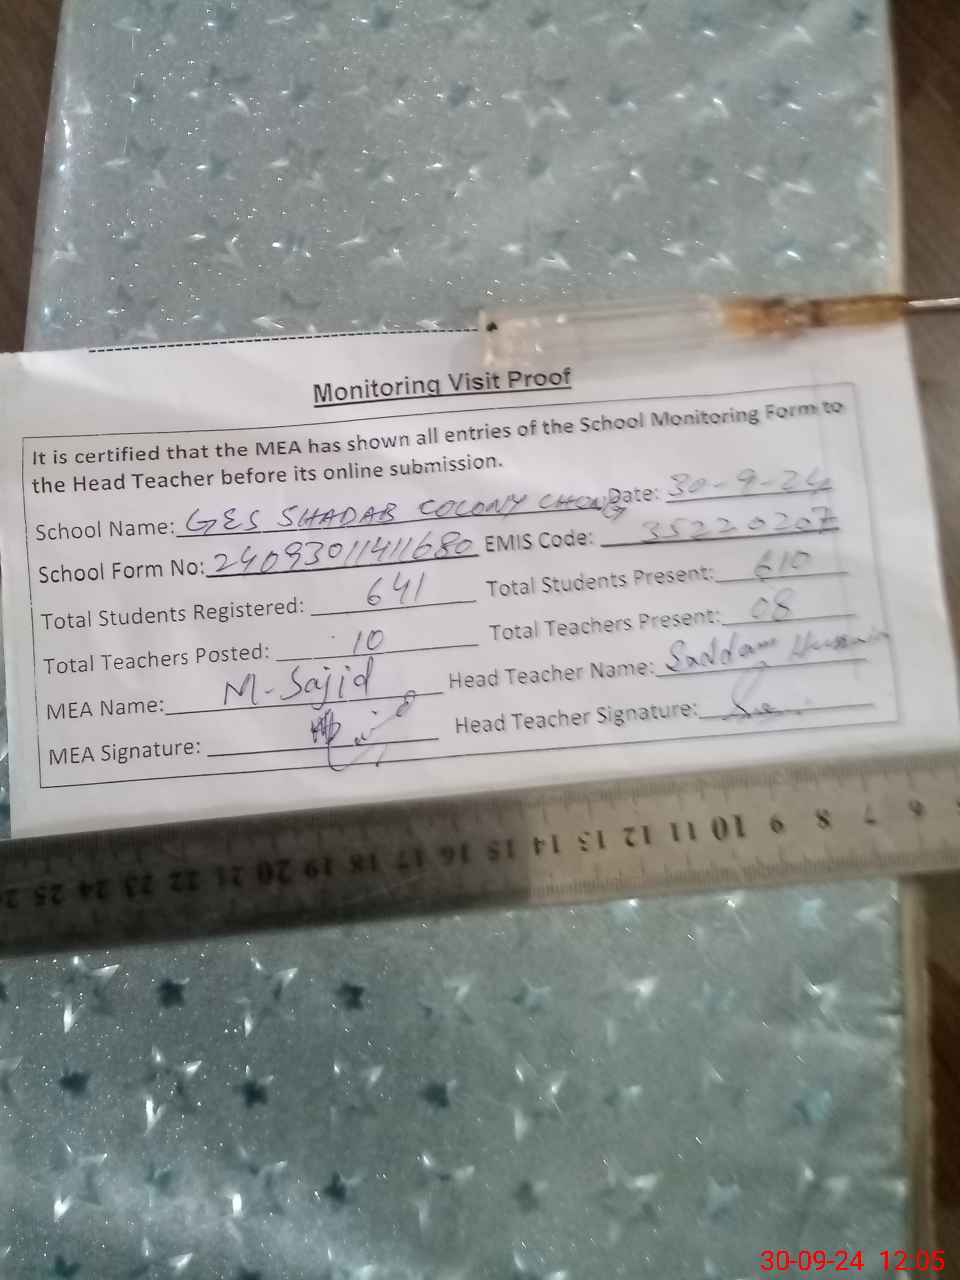 Monitoring Visit Proof
It is certified that the MEA has shown all entries of the School Monitoring Form to
the Head Teacher before its online submission.
School Name: GES SHADAB COLONY Date: 30-9-24
School Form No: 24093011411680 EMIS Code: 35220207
Total Students Registered: 641 Total Students Present: 610
Total Teachers Posted: 10 Total Teachers Present: 08
MEA Name: M-Sajid Head Teacher Name: Saddam Hussain
MEA Signature: Head Teacher Signature:
25 24 23 22 21 20 19 18 17 16 15 14 13 12 11 10 9 8 7 6
30-09-24 12:05